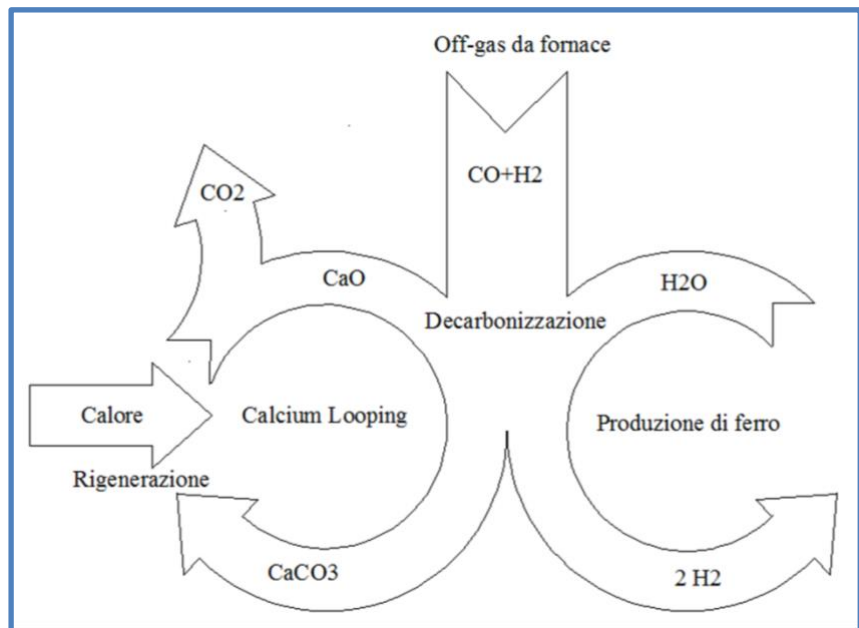 Off-gas da fornace
CO+H2
CO2
CaO
H2O
Decarbonizzazione
Calore
Calcium Looping
Produzione di ferro
Rigenerazione
CaCO3
2 H2